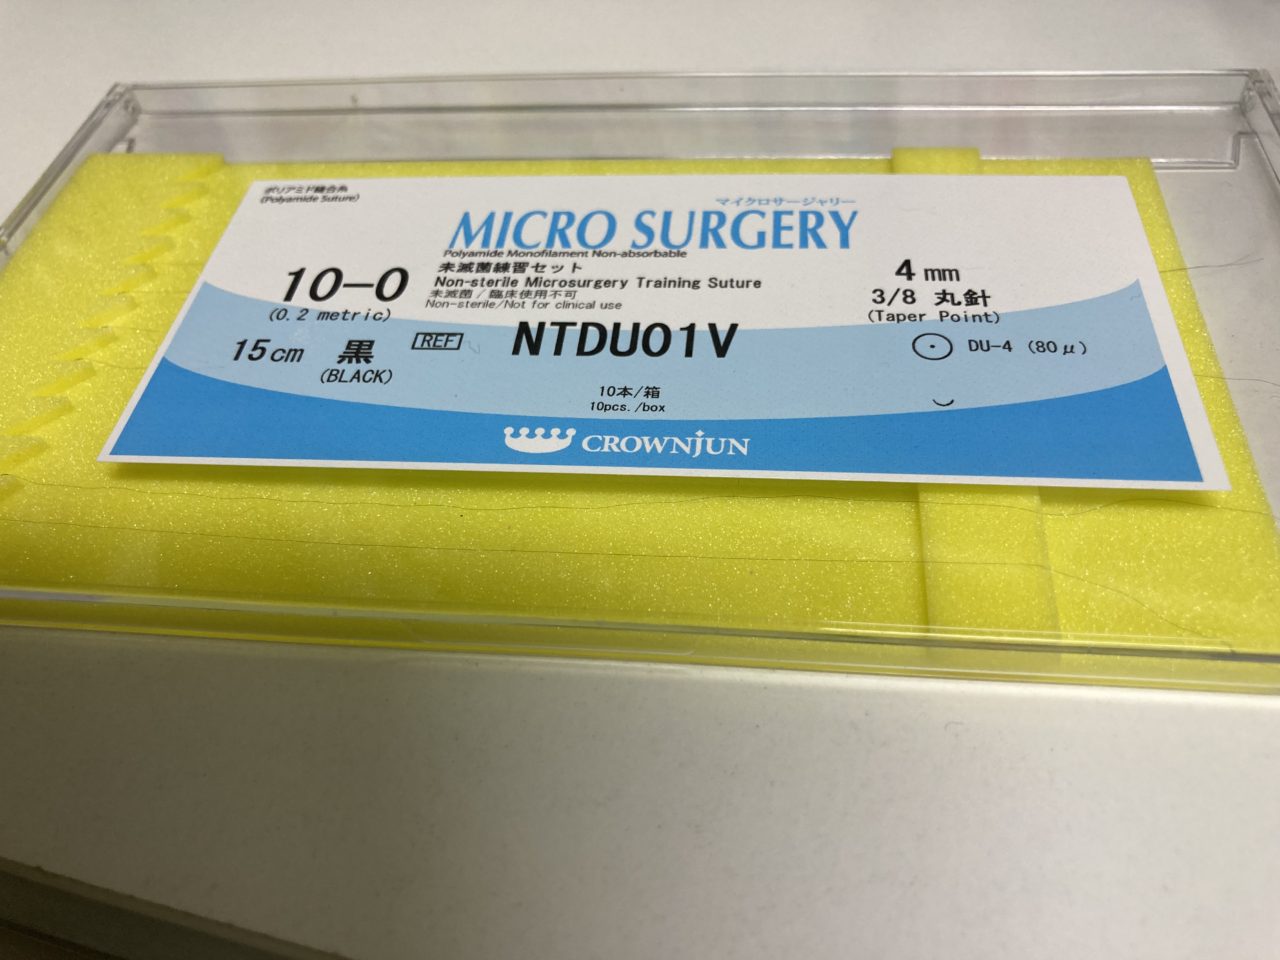 ポリアミド縫合糸
(Polyamide Suture)
マイクロサージャリー
MICRO SURGERY
Polyamide Monofilament Non-absorbable
未滅菌練習セット
Non-sterile Microsurgery Training Suture
未滅菌/臨床使用不可
Non-sterile/Not for clinical use
10-0
(0.2 metric)
15cm 黒
(BLACK)
REF NTDU01V
10本/箱
10pcs./box
4mm
3/8 丸針
(Taper Point)
DU-4 (80μ)
CROWNJUN